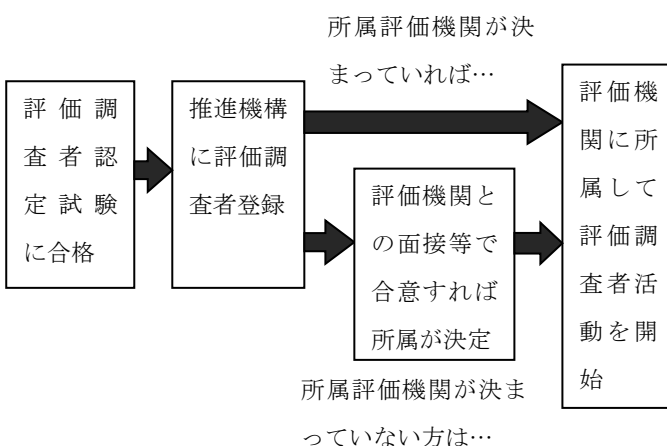 所属評価機関が決
まっていれば…
評価調
査者認
定試験
に合格
推進機構
に評価調
査者登録
評価機関と
の面接等で
合意すれば
所属が決定
評価機
関に所
属して
評価調
査者活
動を開
始
所属評価機関が決ま
っていない方は…